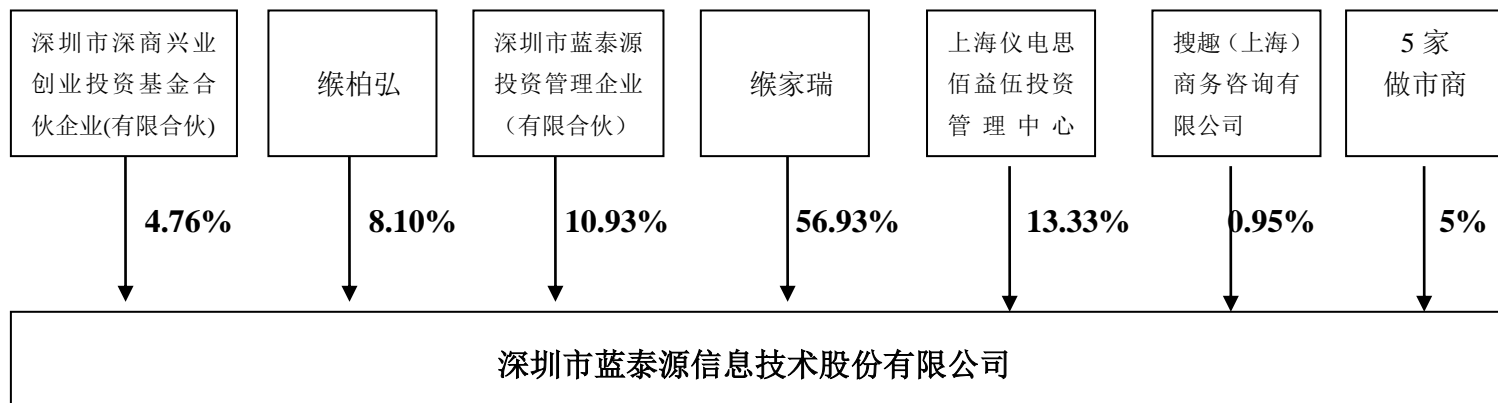 深圳市深商兴业
创业投资基金合
伙企业(有限合伙)
缑柏弘
深圳市蓝泰源
投资管理企业
（有限合伙）
缑家瑞
上海仪电思
佰益伍投资
管理中心
搜趣（上海）
商务咨询有
限公司
5 家
做市商
4.76%
8.10%
10.93%
56.93%
13.33%
0.95%
5%
深圳市蓝泰源信息技术股份有限公司